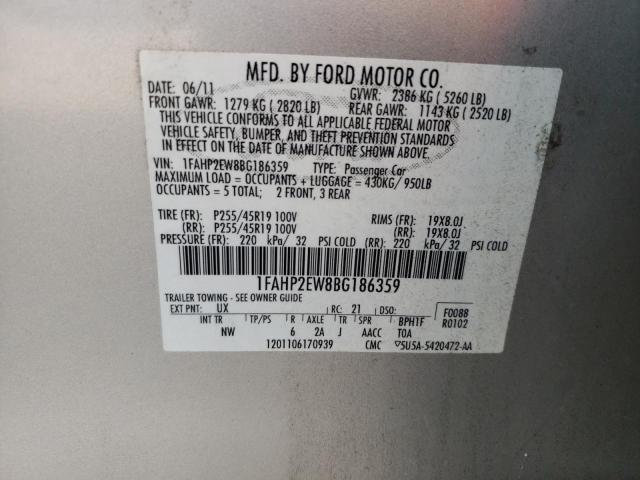 MFD. BY FORD MOTOR CO.
DATE: 06/11 GVWR: 2386 KG ( 5260 LB)
FRONT GAWR: 1279 KG ( 2820 LB) REAR GAWR: 1143 KG ( 2520 LB)
THIS VEHICLE CONFORMS TO ALL APPLICABLE FEDERAL MOTOR
VEHICLE SAFETY, BUMPER, AND THEFT PREVENTION STANDARDS
IN EFFECT ON THE DATE OF MANUFACTURE SHOWN ABOVE.
VIN: 1FAHP2EW8BG186359 TYPE: Passenger Car
MAXIMUM LOAD = OCCUPANTS + LUGGAGE = 430KG/ 950LB
OCCUPANTS = 5 TOTAL; 2 FRONT, 3 REAR
TIRE (FR): P255/45R19 100V RIMS (FR): 19X8.0J
(RR): P255/45R19 100V (RR): 19X8.0J
PRESSURE (FR): 220 kPa/ 32 PSI COLD (RR): 220 kPa/ 32 PSI COLD
1FAHP2EW8BG186359
TRAILER TOWING - SEE OWNER GUIDE
EXT PNT: UX RC: 21 DSO: F0088
INT TR TP/PS R AXLE TR SPR BPH1F R0102
NW 6 2A J AACC TOA
1201106170939 CMC ▽5U5A-5420472-AA